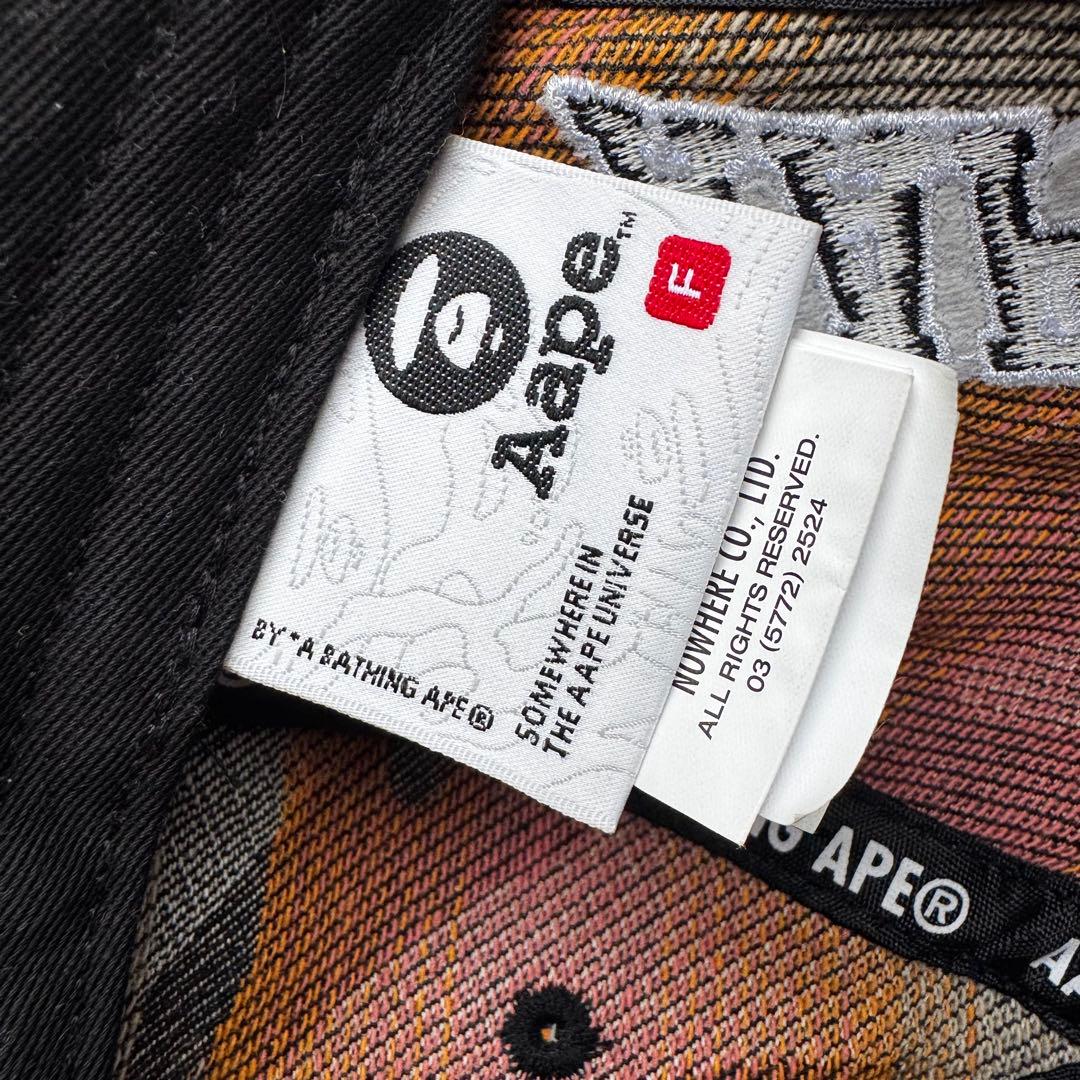 Aape™
F
BY *A BATHING APE®
SOMEWHERE IN
THE AAPE UNIVERSE
NOWHERE CO., LTD.
ALL RIGHTS RESERVED.
03 (5772) 2524
APE®